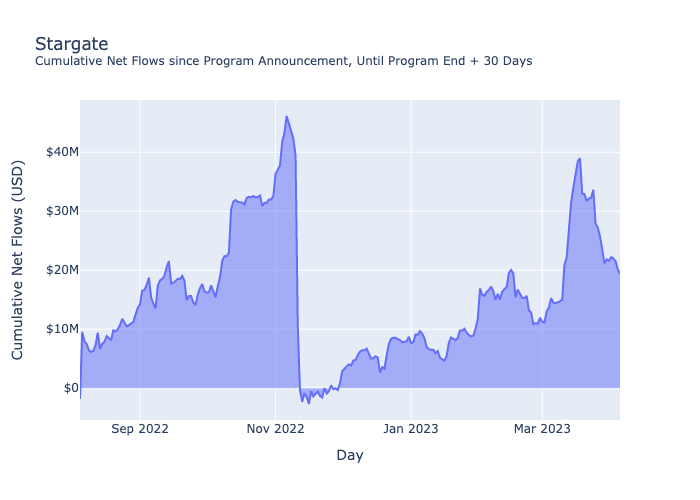 Stargate
Cumulative Net Flows since Program Announcement, Until Program End + 30 Days
Cumulative Net Flows (USD)
$40M
$30M
$20M
$10M
$0
Sep 2022
Nov 2022
Jan 2023
Mar 2023
Day